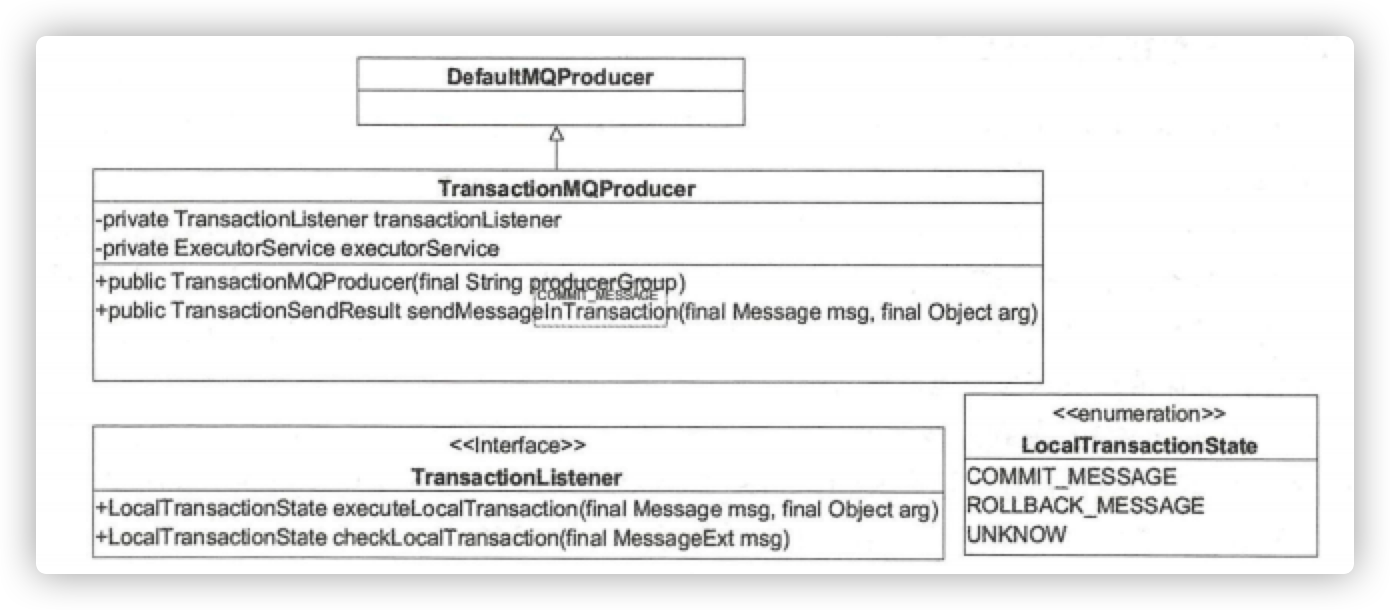 DefaultMQProducer
TransactionMQProducer
-private TransactionListener transactionListener
-private ExecutorService executorService
+public TransactionMQProducer(final String producerGroup)
COMMIT_MESSAGE
+public TransactionSendResult sendMessageInTransaction(final Message msg, final Object arg)
<<Interface>>
TransactionListener
+LocalTransactionState executeLocalTransaction(final Message msg, final Object arg)
+LocalTransactionState checkLocalTransaction(final MessageExt msg)
<<enumeration>>
LocalTransactionState
COMMIT_MESSAGE
ROLLBACK_MESSAGE
UNKNOW